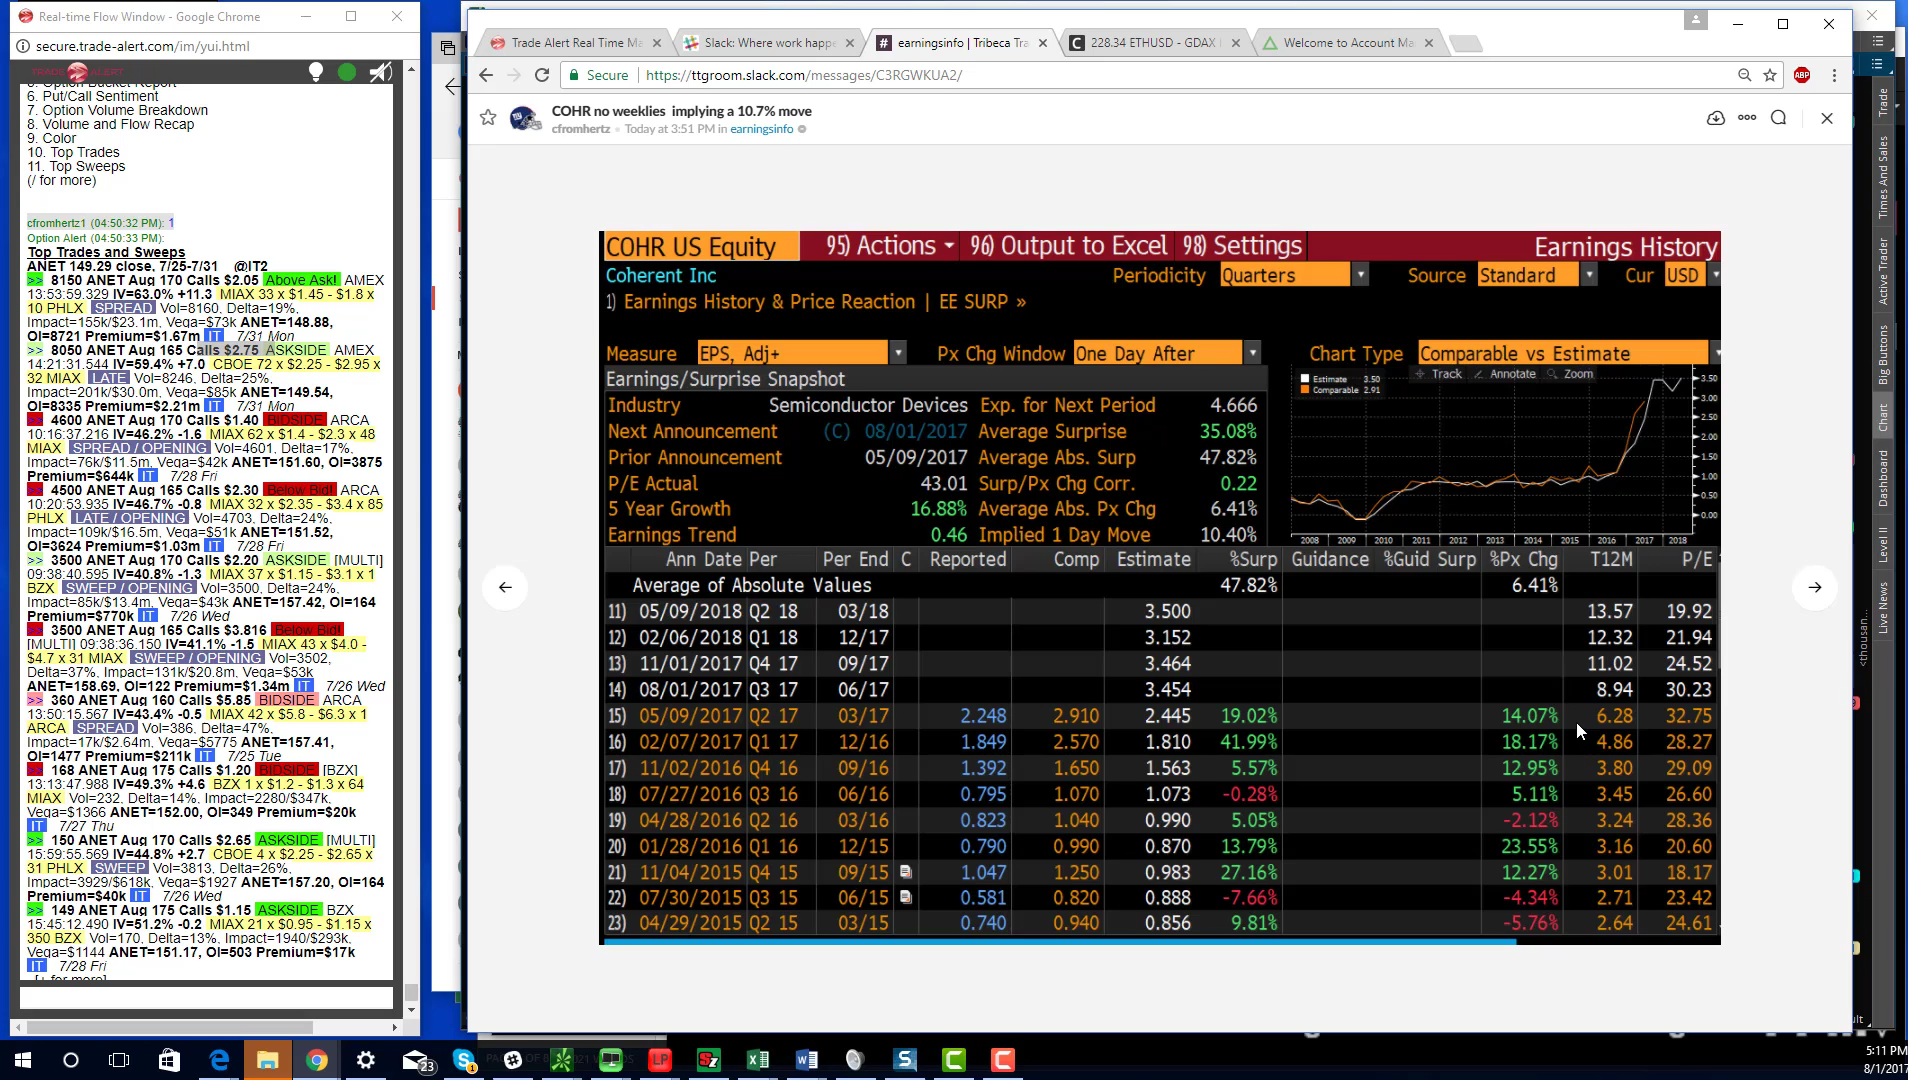 Real-time Flow Window - Google Chrome
secure.trade-alert.com/im/yui.html
TRADE ALERT
6. Put/Call Sentiment
7. Option Volume Breakdown
8. Volume and Flow Recap
9. Color
10. Top Trades
11. Top Sweeps
(/ for more)
cfromhertz1 (04:50:32 PM): 1
Option Alert (04:50:33 PM):
Top Trades and Sweeps
ANET 149.29 close, 7/25-7/31 @IT2
>> 8150 ANET Aug 170 Calls $2.05 Above Ask! AMEX
13:53:59.329 IV=63.0% +11.3 MIAX 33 x $1.45 - $1.8 x
10 PHLX SPREAD Vol=8160, Delta=19%,
Impact=155k/$23.1m, Vega=$73k ANET=148.88,
OI=8721 Premium=$1.67m IT 7/31 Mon
>> 8050 ANET Aug 165 Calls $2.75 ASKSIDE AMEX
14:21:31.544 IV=59.4% +7.0 CBOE 72 x $2.25 - $2.95 x
32 MIAX LATE Vol=8246, Delta=25%,
Impact=201k/$30.0m, Vega=$85k ANET=149.54,
OI=8335 Premium=$2.21m IT 7/31 Mon
>> 4600 ANET Aug 170 Calls $1.40 BIDSIDE ARCA
10:16:37.216 IV=46.2% -1.6 MIAX 62 x $1.4 - $2.3 x 48
MIAX SPREAD / OPENING Vol=4601, Delta=17%,
Impact=76k/$11.5m, Vega=$42k ANET=151.60, OI=3875
Premium=$644k IT 7/28 Fri
>> 4500 ANET Aug 165 Calls $2.30 Below Bid! ARCA
10:20:53.935 IV=46.7% -0.8 MIAX 32 x $2.35 - $3.4 x 85
PHLX LATE / OPENING Vol=4703, Delta=24%,
Impact=109k/$16.5m, Vega=$51k ANET=151.52,
OI=3624 Premium=$1.03m IT 7/28 Fri
>> 3500 ANET Aug 170 Calls $2.20 ASKSIDE [MULTI]
09:38:40.595 IV=40.8% -1.3 MIAX 37 x $1.15 - $3.1 x 1
BZX SWEEP / OPENING Vol=3500, Delta=24%,
Impact=85k/$13.4m, Vega=$43k ANET=157.42, OI=164
Premium=$770k IT 7/26 Wed
>> 3500 ANET Aug 165 Calls $3.816 Below Bid!
[MULTI] 09:38:36.150 IV=41.1% -1.5 MIAX 43 x $4.0 -
$4.7 x 31 MIAX SWEEP / OPENING Vol=3502,
Delta=37%, Impact=131k/$20.8m, Vega=$53k
ANET=158.69, OI=122 Premium=$1.34m IT 7/26 Wed
>> 360 ANET Aug 160 Calls $5.85 BIDSIDE ARCA
13:50:15.567 IV=43.4% -0.5 MIAX 42 x $5.8 - $6.3 x 1
ARCA SPREAD Vol=386, Delta=47%,
Impact=17k/$2.64m, Vega=$5775 ANET=157.41,
OI=1477 Premium=$211k IT 7/25 Tue
>> 168 ANET Aug 175 Calls $1.20 BIDSIDE [BZX]
13:13:47.988 IV=49.3% +4.6 BZX 1 x $1.2 - $1.3 x 64
MIAX Vol=232, Delta=14%, Impact=2280/$347k,
Vega=$1366 ANET=152.00, OI=349 Premium=$20k
IT 7/27 Thu
>> 150 ANET Aug 170 Calls $2.65 ASKSIDE [MULTI]
15:59:55.569 IV=44.8% +2.7 CBOE 4 x $2.25 - $2.65 x
31 PHLX SWEEP Vol=3813, Delta=26%,
Impact=3929/$618k, Vega=$1927 ANET=157.20, OI=164
Premium=$40k IT 7/26 Wed
>> 149 ANET Aug 175 Calls $1.15 ASKSIDE BZX
15:45:12.490 IV=51.2% -0.2 MIAX 21 x $0.95 - $1.15 x
350 BZX Vol=170, Delta=13%, Impact=1940/$293k,
Vega=$1144 ANET=151.17, OI=503 Premium=$17k
IT 7/28 Fri
Trade Alert Real Time Ma
Slack: Where work happe
earningsinfo | Tribeca Tra
228.34 ETHUSD - GDAX
Welcome to Account Ma
Secure https://ttgroom.slack.com/messages/C3RGWKUA2/
ABP
COHR no weeklies implying a 10.7% move
cfromhertz Today at 3:51 PM in earningsinfo
COHR US Equity 95) Actions 96) Output to Excel 98) Settings Earnings History
Coherent Inc Periodicity Quarters Source Standard Cur USD
1) Earnings History & Price Reaction | EE SURP »
Measure EPS, Adj+ Px Chg Window One Day After Chart Type Comparable vs Estimate
Earnings/Surprise Snapshot
Industry Semiconductor Devices Exp. for Next Period 4.666
Next Announcement (C) 08/01/2017 Average Surprise 35.08%
Prior Announcement 05/09/2017 Average Abs. Surp 47.82%
P/E Actual 43.01 Surp/Px Chg Corr. 0.22
5 Year Growth 16.88% Average Abs. Px Chg 6.41%
Earnings Trend 0.46 Implied 1 Day Move 10.40%
Estimate 3.50
Comparable 2.91
Track Annotate Zoom
3.50
3.00
2.50
2.00
1.50
1.00
0.50
0.00
2008 2009 2010 2011 2012 2013 2014 2015 2016 2017 2018
Ann Date Per Per End C Reported Comp Estimate %Surp Guidance %Guid Surp %Px Chg T12M P/E
Average of Absolute Values 47.82% 6.41%
11) 05/09/2018 Q2 18 03/18 3.500 13.57 19.92
12) 02/06/2018 Q1 18 12/17 3.152 12.32 21.94
13) 11/01/2017 Q4 17 09/17 3.464 11.02 24.52
14) 08/01/2017 Q3 17 06/17 3.454 8.94 30.23
15) 05/09/2017 Q2 17 03/17 2.248 2.910 2.445 19.02% 14.07% 6.28 32.75
16) 02/07/2017 Q1 17 12/16 1.849 2.570 1.810 41.99% 18.17% 4.86 28.27
17) 11/02/2016 Q4 16 09/16 1.392 1.650 1.563 5.57% 12.95% 3.80 29.09
18) 07/27/2016 Q3 16 06/16 0.795 1.070 1.073 -0.28% 5.11% 3.45 26.60
19) 04/28/2016 Q2 16 03/16 0.823 1.040 0.990 5.05% -2.12% 3.24 28.36
20) 01/28/2016 Q1 16 12/15 0.790 0.990 0.870 13.79% 23.55% 3.16 20.60
21) 11/04/2015 Q4 15 09/15 1.047 1.250 0.983 27.16% 12.27% 3.01 18.17
22) 07/30/2015 Q3 15 06/15 0.581 0.820 0.888 -7.66% -4.34% 2.71 23.42
23) 04/29/2015 Q2 15 03/15 0.740 0.940 0.856 9.81% -5.76% 2.64 24.61
Trade
Times And Sales
Active Trader
Big Buttons
Chart
Dashboard
Level II
Live News
<thousan...
23
1
LP
5:11 PM
8/1/2017